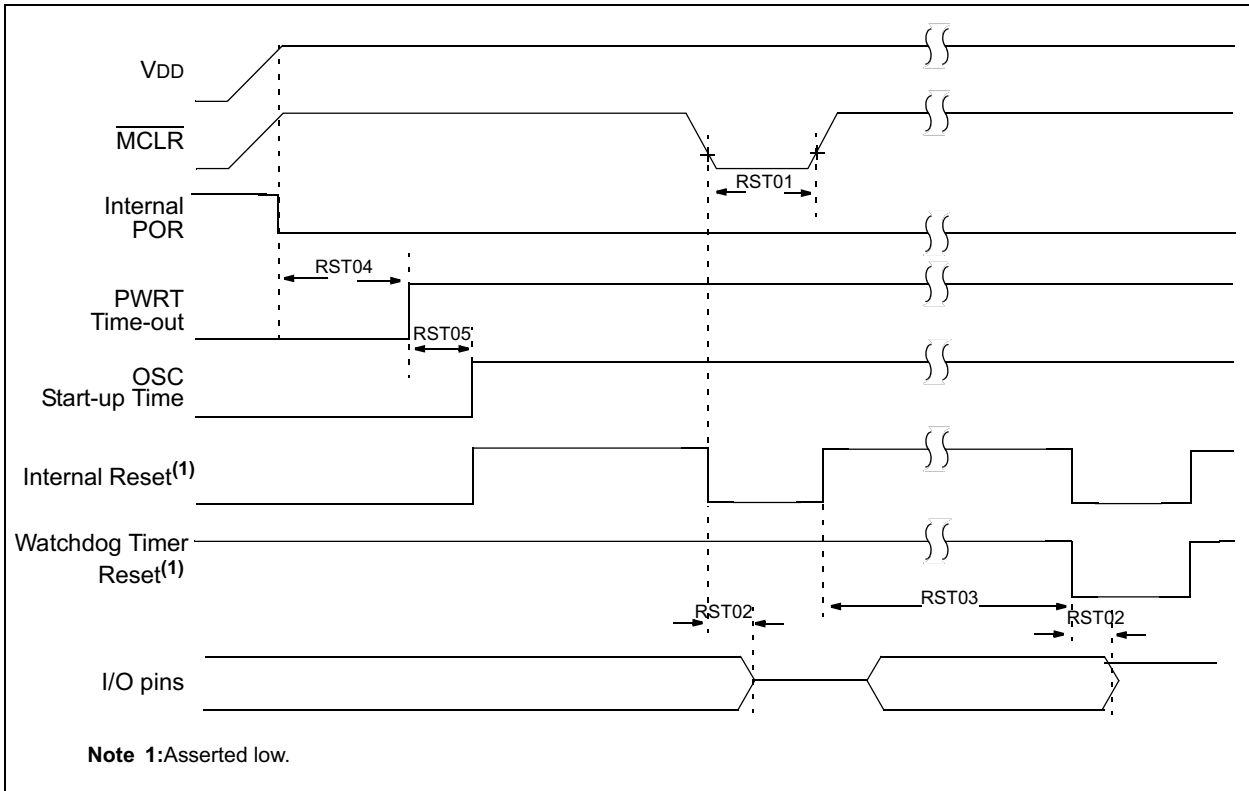 VDD
MCLR
RST01
Internal
POR
RST04
PWRT
Time-out
RST05
OSC
Start-up Time
Internal Reset(1)
Watchdog Timer
Reset(1)
RST03
RST02
RST02
I/O pins
Note 1:Asserted low.